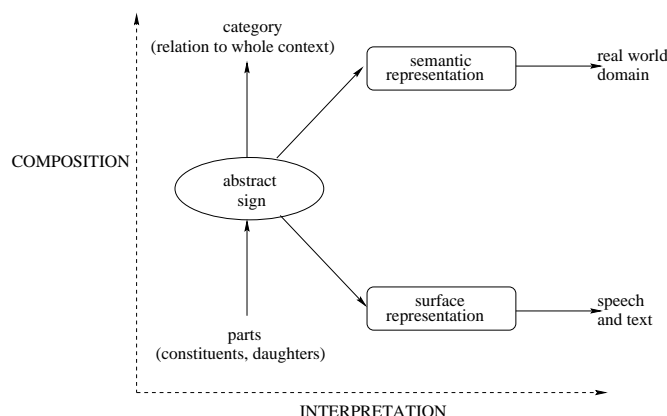 category
(relation to whole context)
semantic
representation
real world
domain
COMPOSITION
abstract
sign
surface
representation
speech
and text
parts
(constituents, daughters)
INTERPRETATION